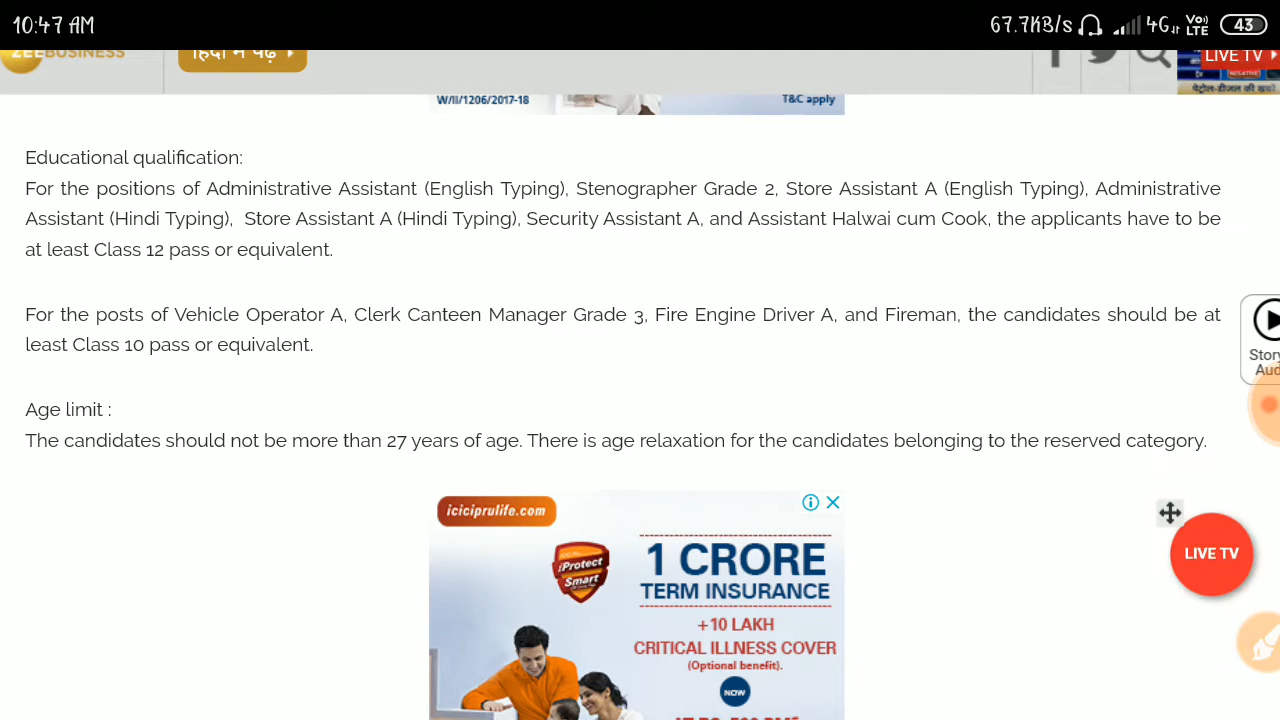 10:47 AM 67.7KB/s 4G VoLTE 43
ZEEBUSINESS हिंदी में पढ़ें LIVE TV
W/II/1206/2017-18 T&C apply
Educational qualification:
For the positions of Administrative Assistant (English Typing), Stenographer Grade 2, Store Assistant A (English Typing), Administrative
Assistant (Hindi Typing), Store Assistant A (Hindi Typing), Security Assistant A, and Assistant Halwai cum Cook, the applicants have to be
at least Class 12 pass or equivalent.
For the posts of Vehicle Operator A, Clerk Canteen Manager Grade 3, Fire Engine Driver A, and Fireman, the candidates should be at
least Class 10 pass or equivalent.
Story
Age limit :
The candidates should not be more than 27 years of age. There is age relaxation for the candidates belonging to the reserved category.
iciciprulife.com
iProtect
Smart
1 CRORE
TERM INSURANCE
+10 LAKH
CRITICAL ILLNESS COVER
(Optional benefit).
NOW
LIVE TV